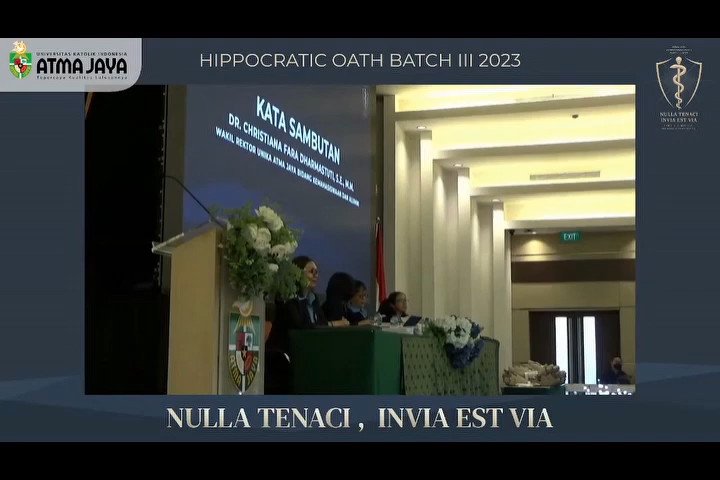 UNIVERSITAS KATOLIK INDONESIA
ATMA JAYA
HIPPOCRATIC OATH BATCH III 2023
NULLA TENACI
INVIA EST VIA
KATA SAMBUTAN
DR. CHRISTIANA FARA DHARMASTUTI, S.E., M.M.
WAKIL REKTOR UNIKA ATMA JAYA BIDANG KEMAHASISWAAN DAN ALUMNI
EXIT
NULLA TENACI , INVIA EST VIA